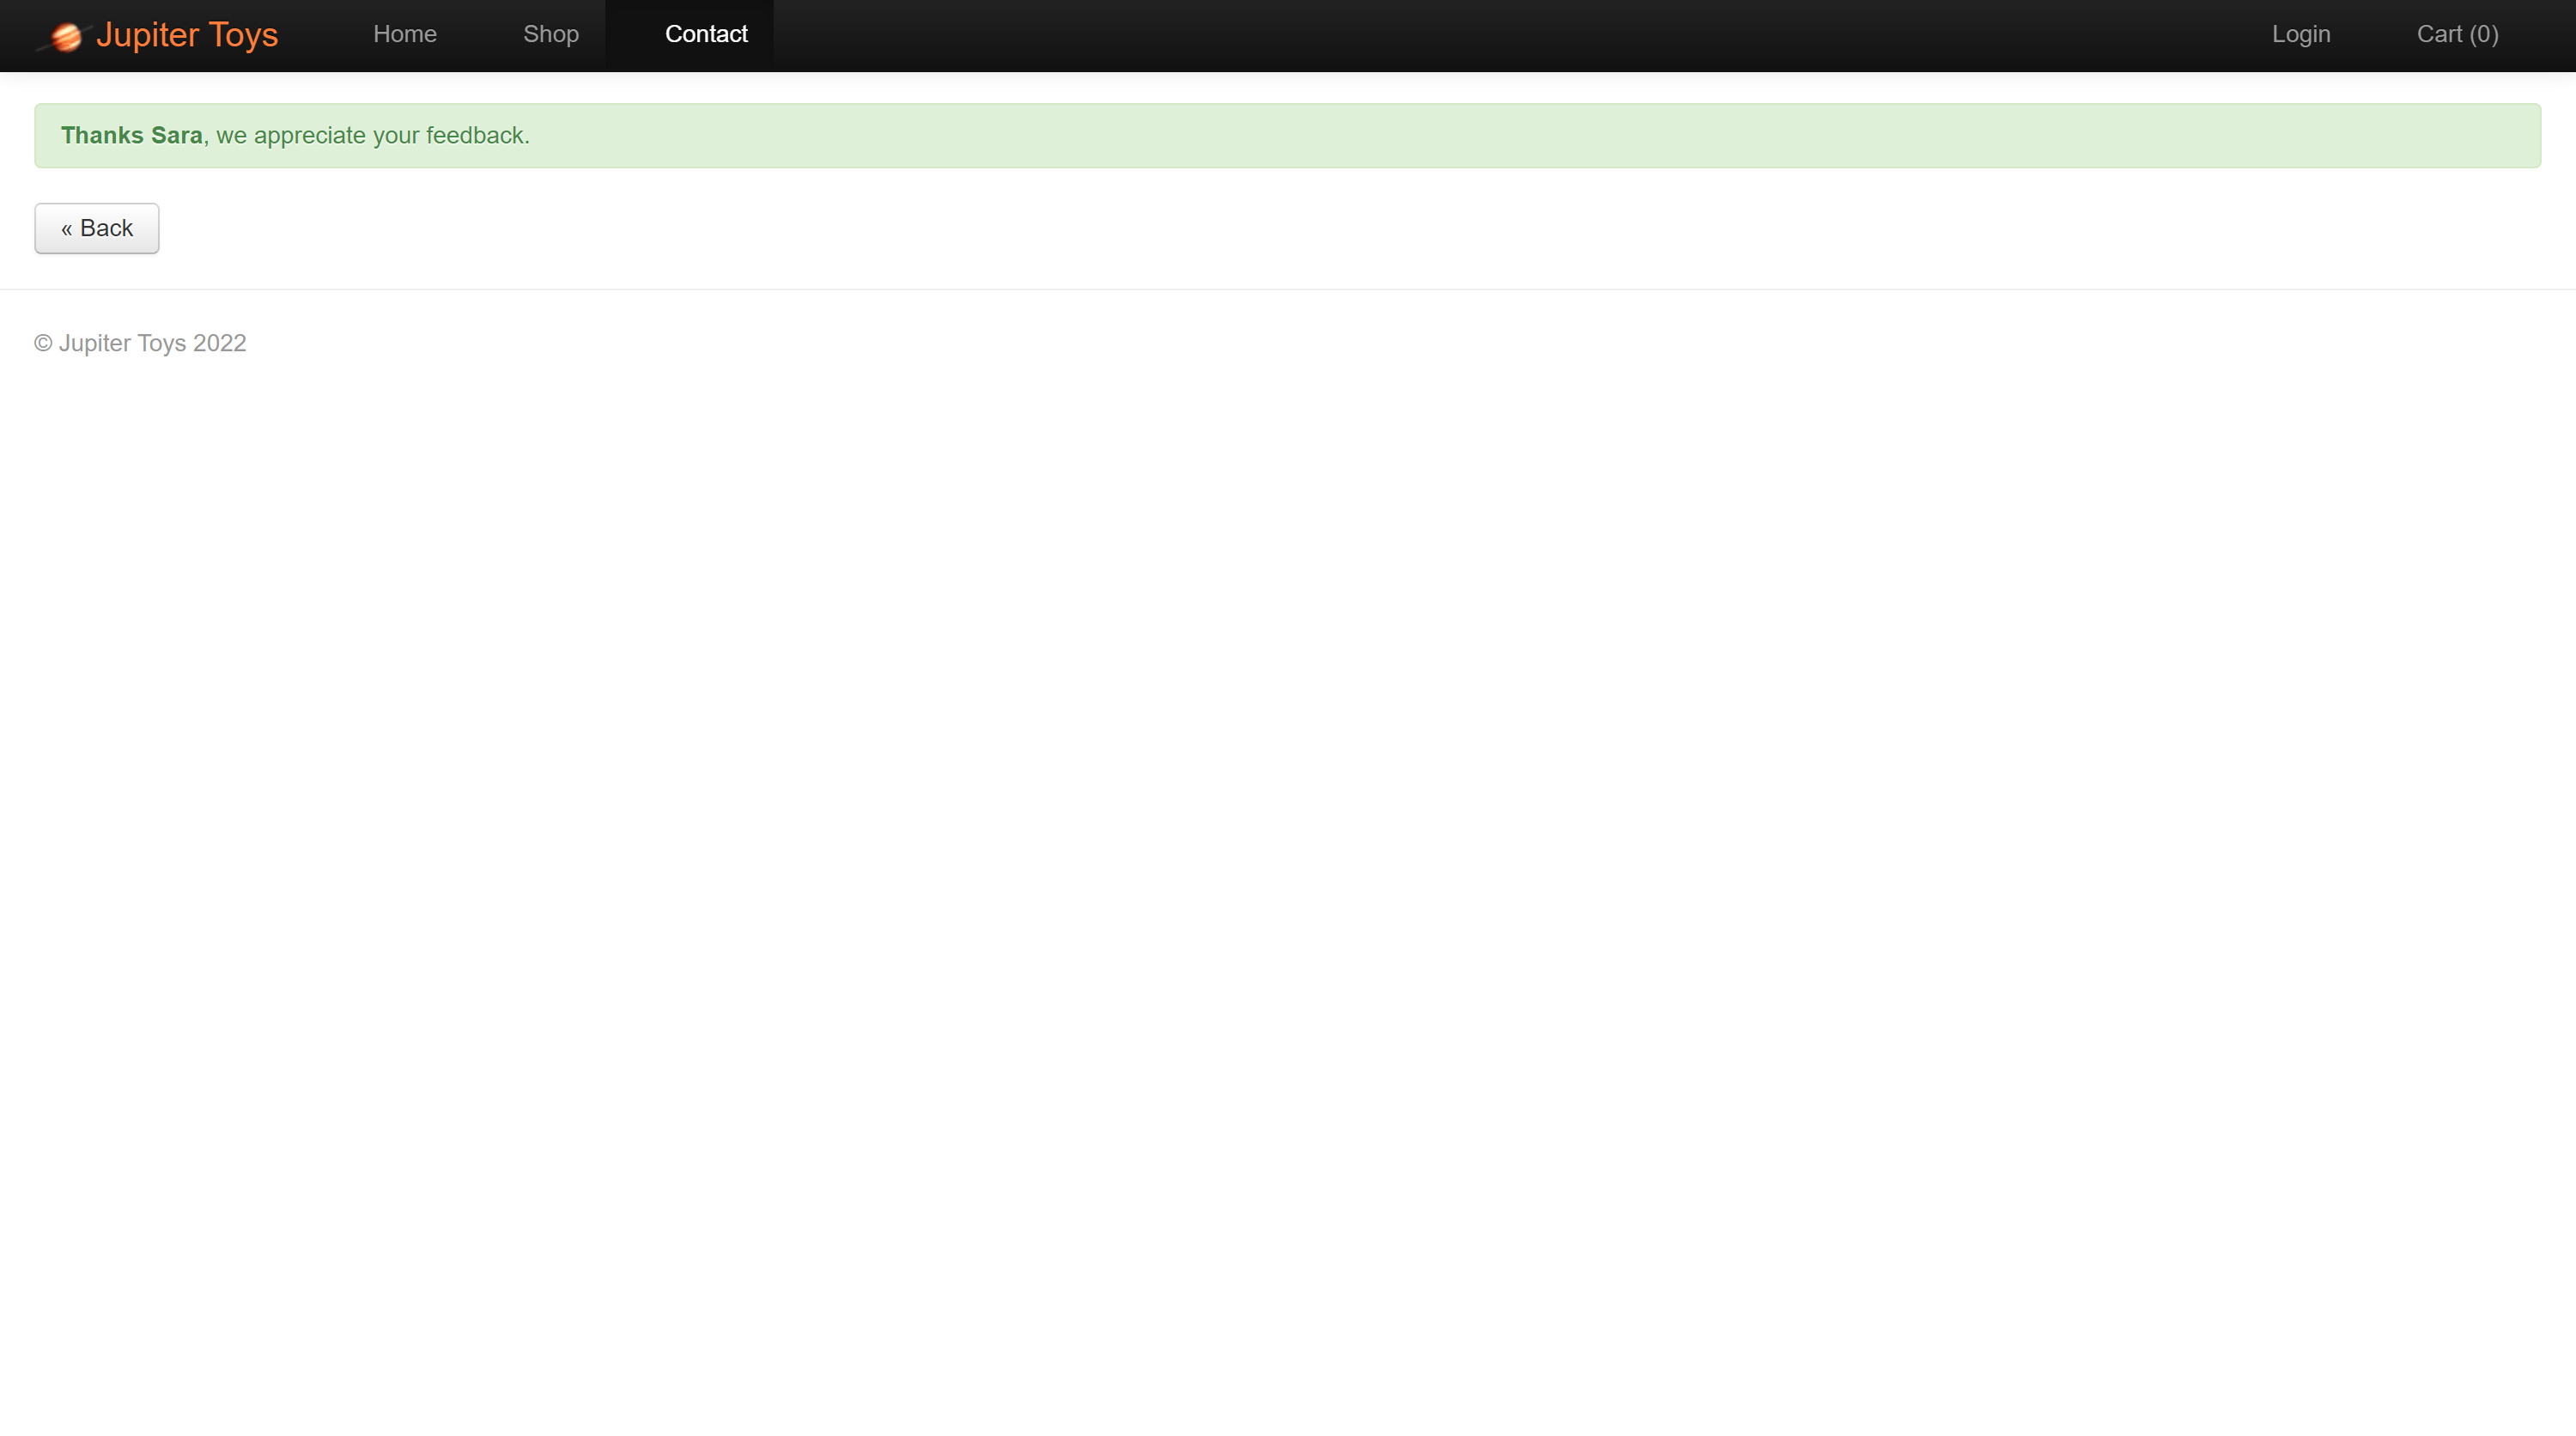 Jupiter Toys Home Shop Contact Login Cart (0)
Thanks Sara, we appreciate your feedback.
« Back
© Jupiter Toys 2022